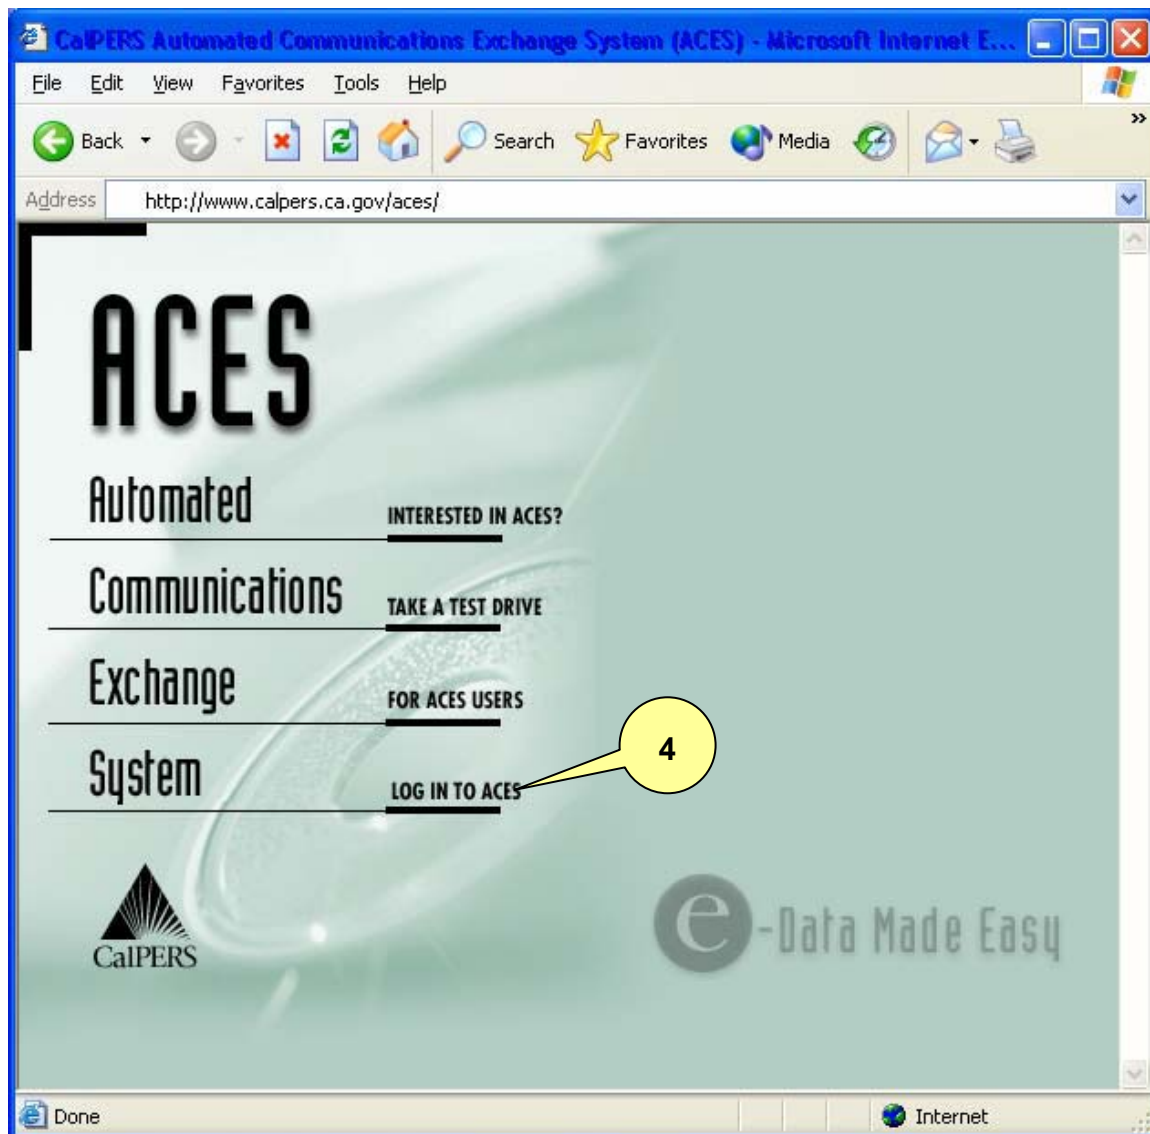 CalPERS Automated Communications Exchange System (ACES) - Microsoft Internet E...
File Edit View Favorites Tools Help
Back Search Favorites Media »
Address http://www.calpers.ca.gov/aces/
ACES
Automated INTERESTED IN ACES?
Communications TAKE A TEST DRIVE
Exchange FOR ACES USERS
System LOG IN TO ACES
4
CalPERS
e-Data Made Easy
Done Internet